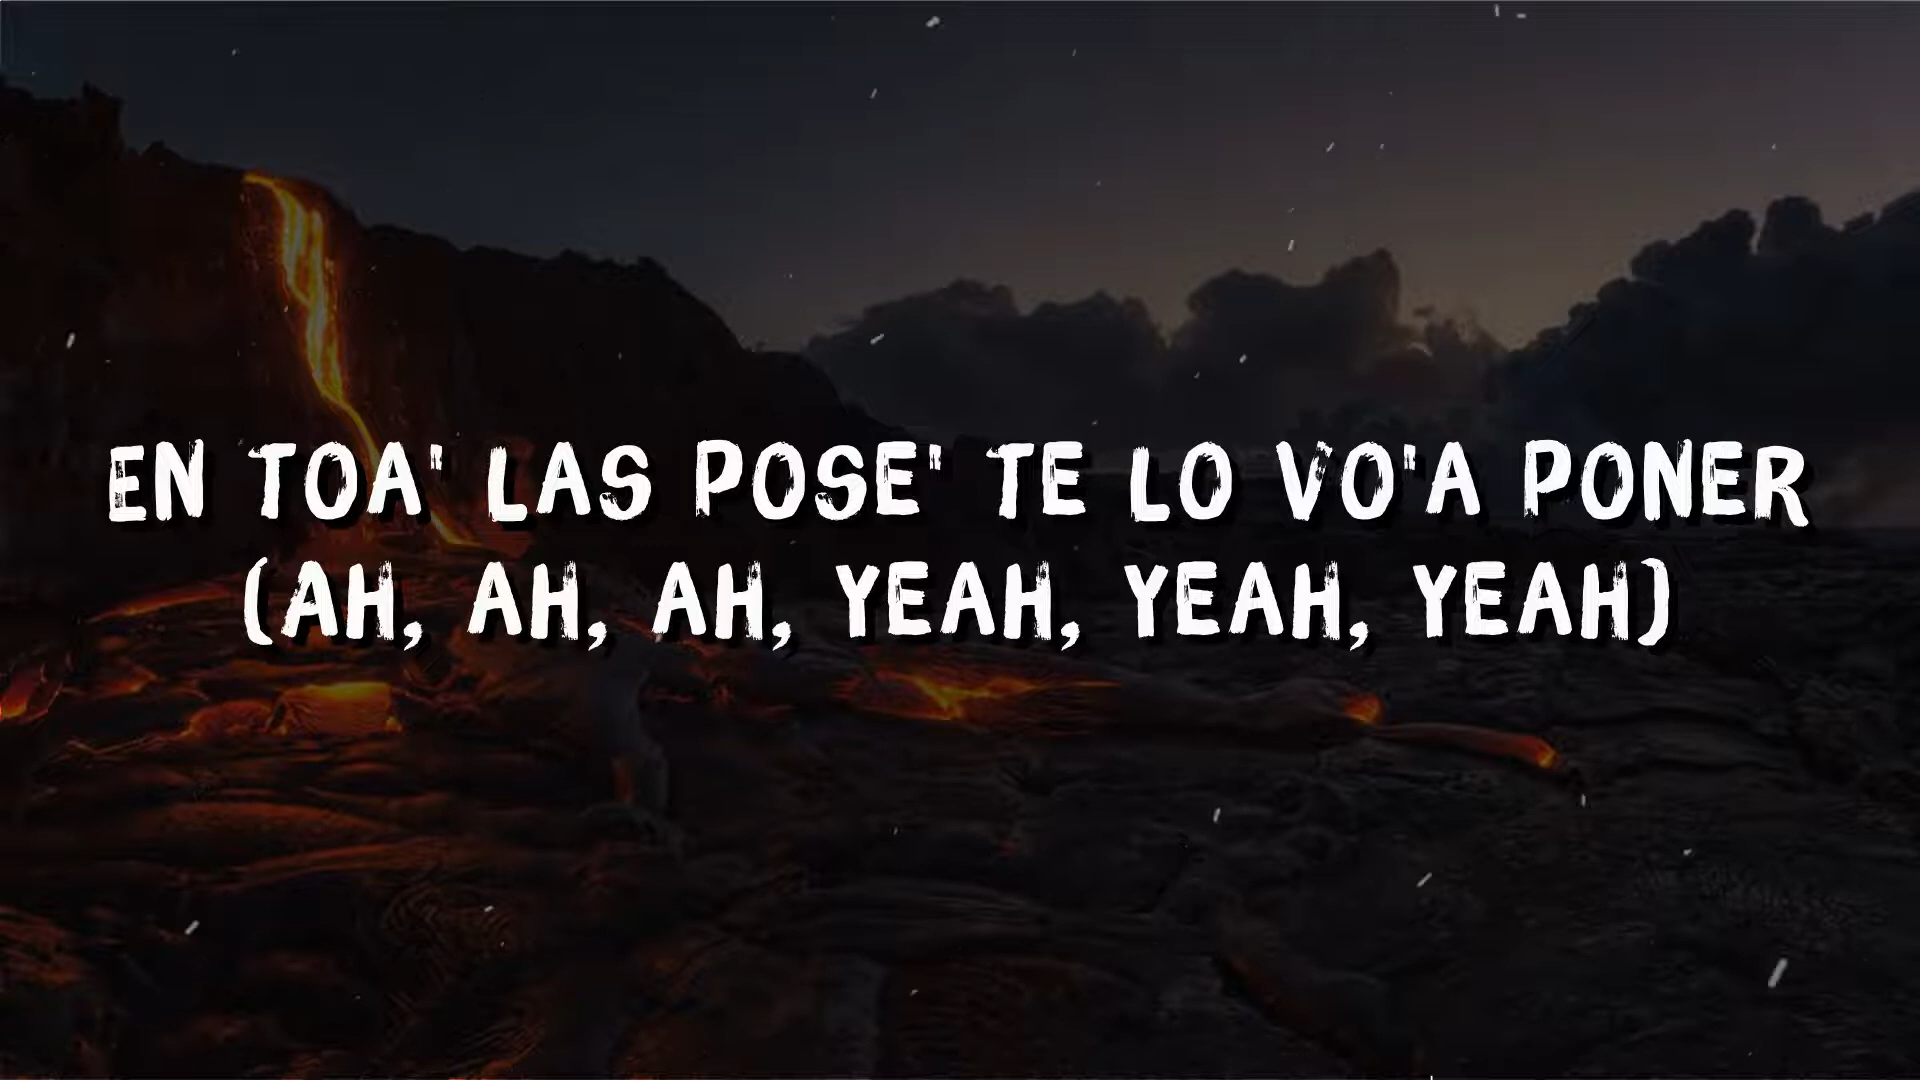 EN TOA' LAS POSE' TE LO VO'A PONER
(AH, AH, AH, YEAH, YEAH, YEAH)